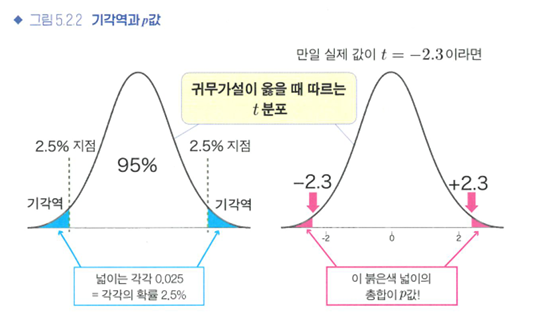 ◆ 그림 5.2.2 기각역과 p값
만일 실제 값이 t = −2.3이라면
귀무가설이 옳을 때 따르는
t 분포
2.5% 지점
95%
2.5% 지점
기각역
기각역
−2.3
+2.3
-2
0
2
넓이는 각각 0.025
= 각각의 확률 2.5%
이 붉은색 넓이의
총합이 p값!